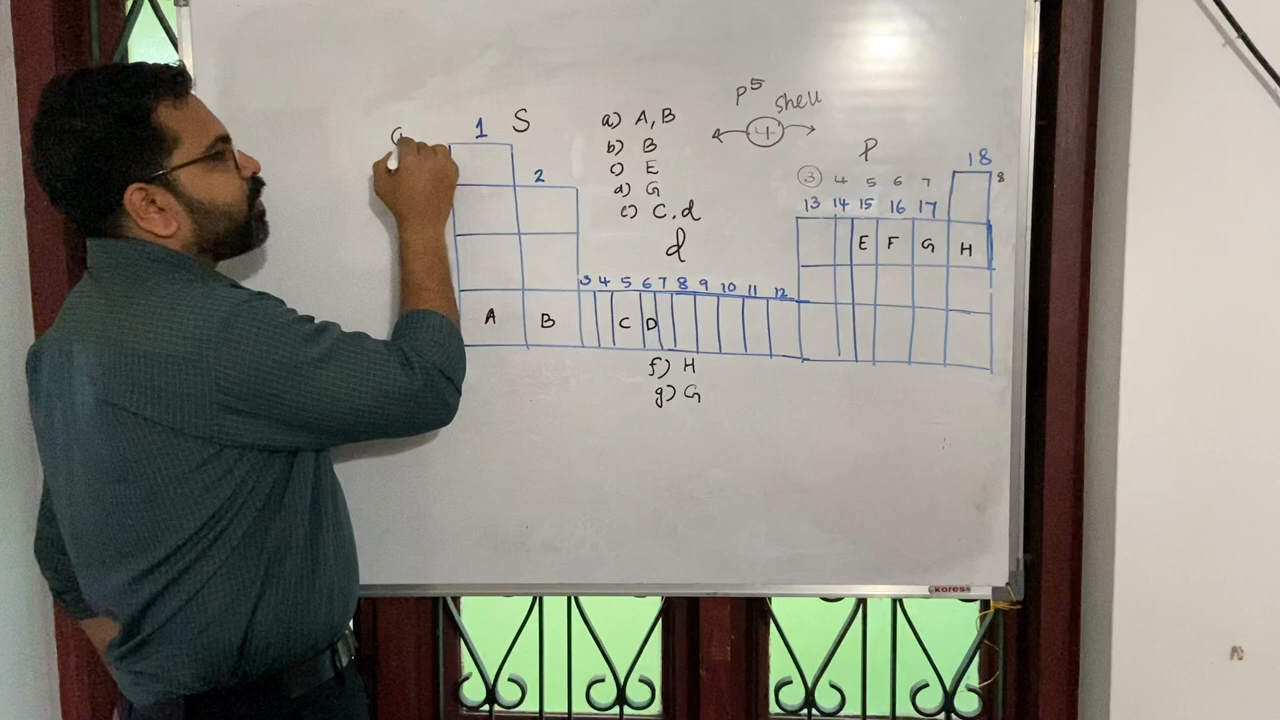 1 S
2
a) A, B
b) B
c) E
d) G
e) C, d
d
P⁵
shell
4
P
18
3 4 5 6 7 8
13 14 15 16 17
E F G H
3 4 5 6 7 8 9 10 11 12
A B C D
f) H
g) G
kores